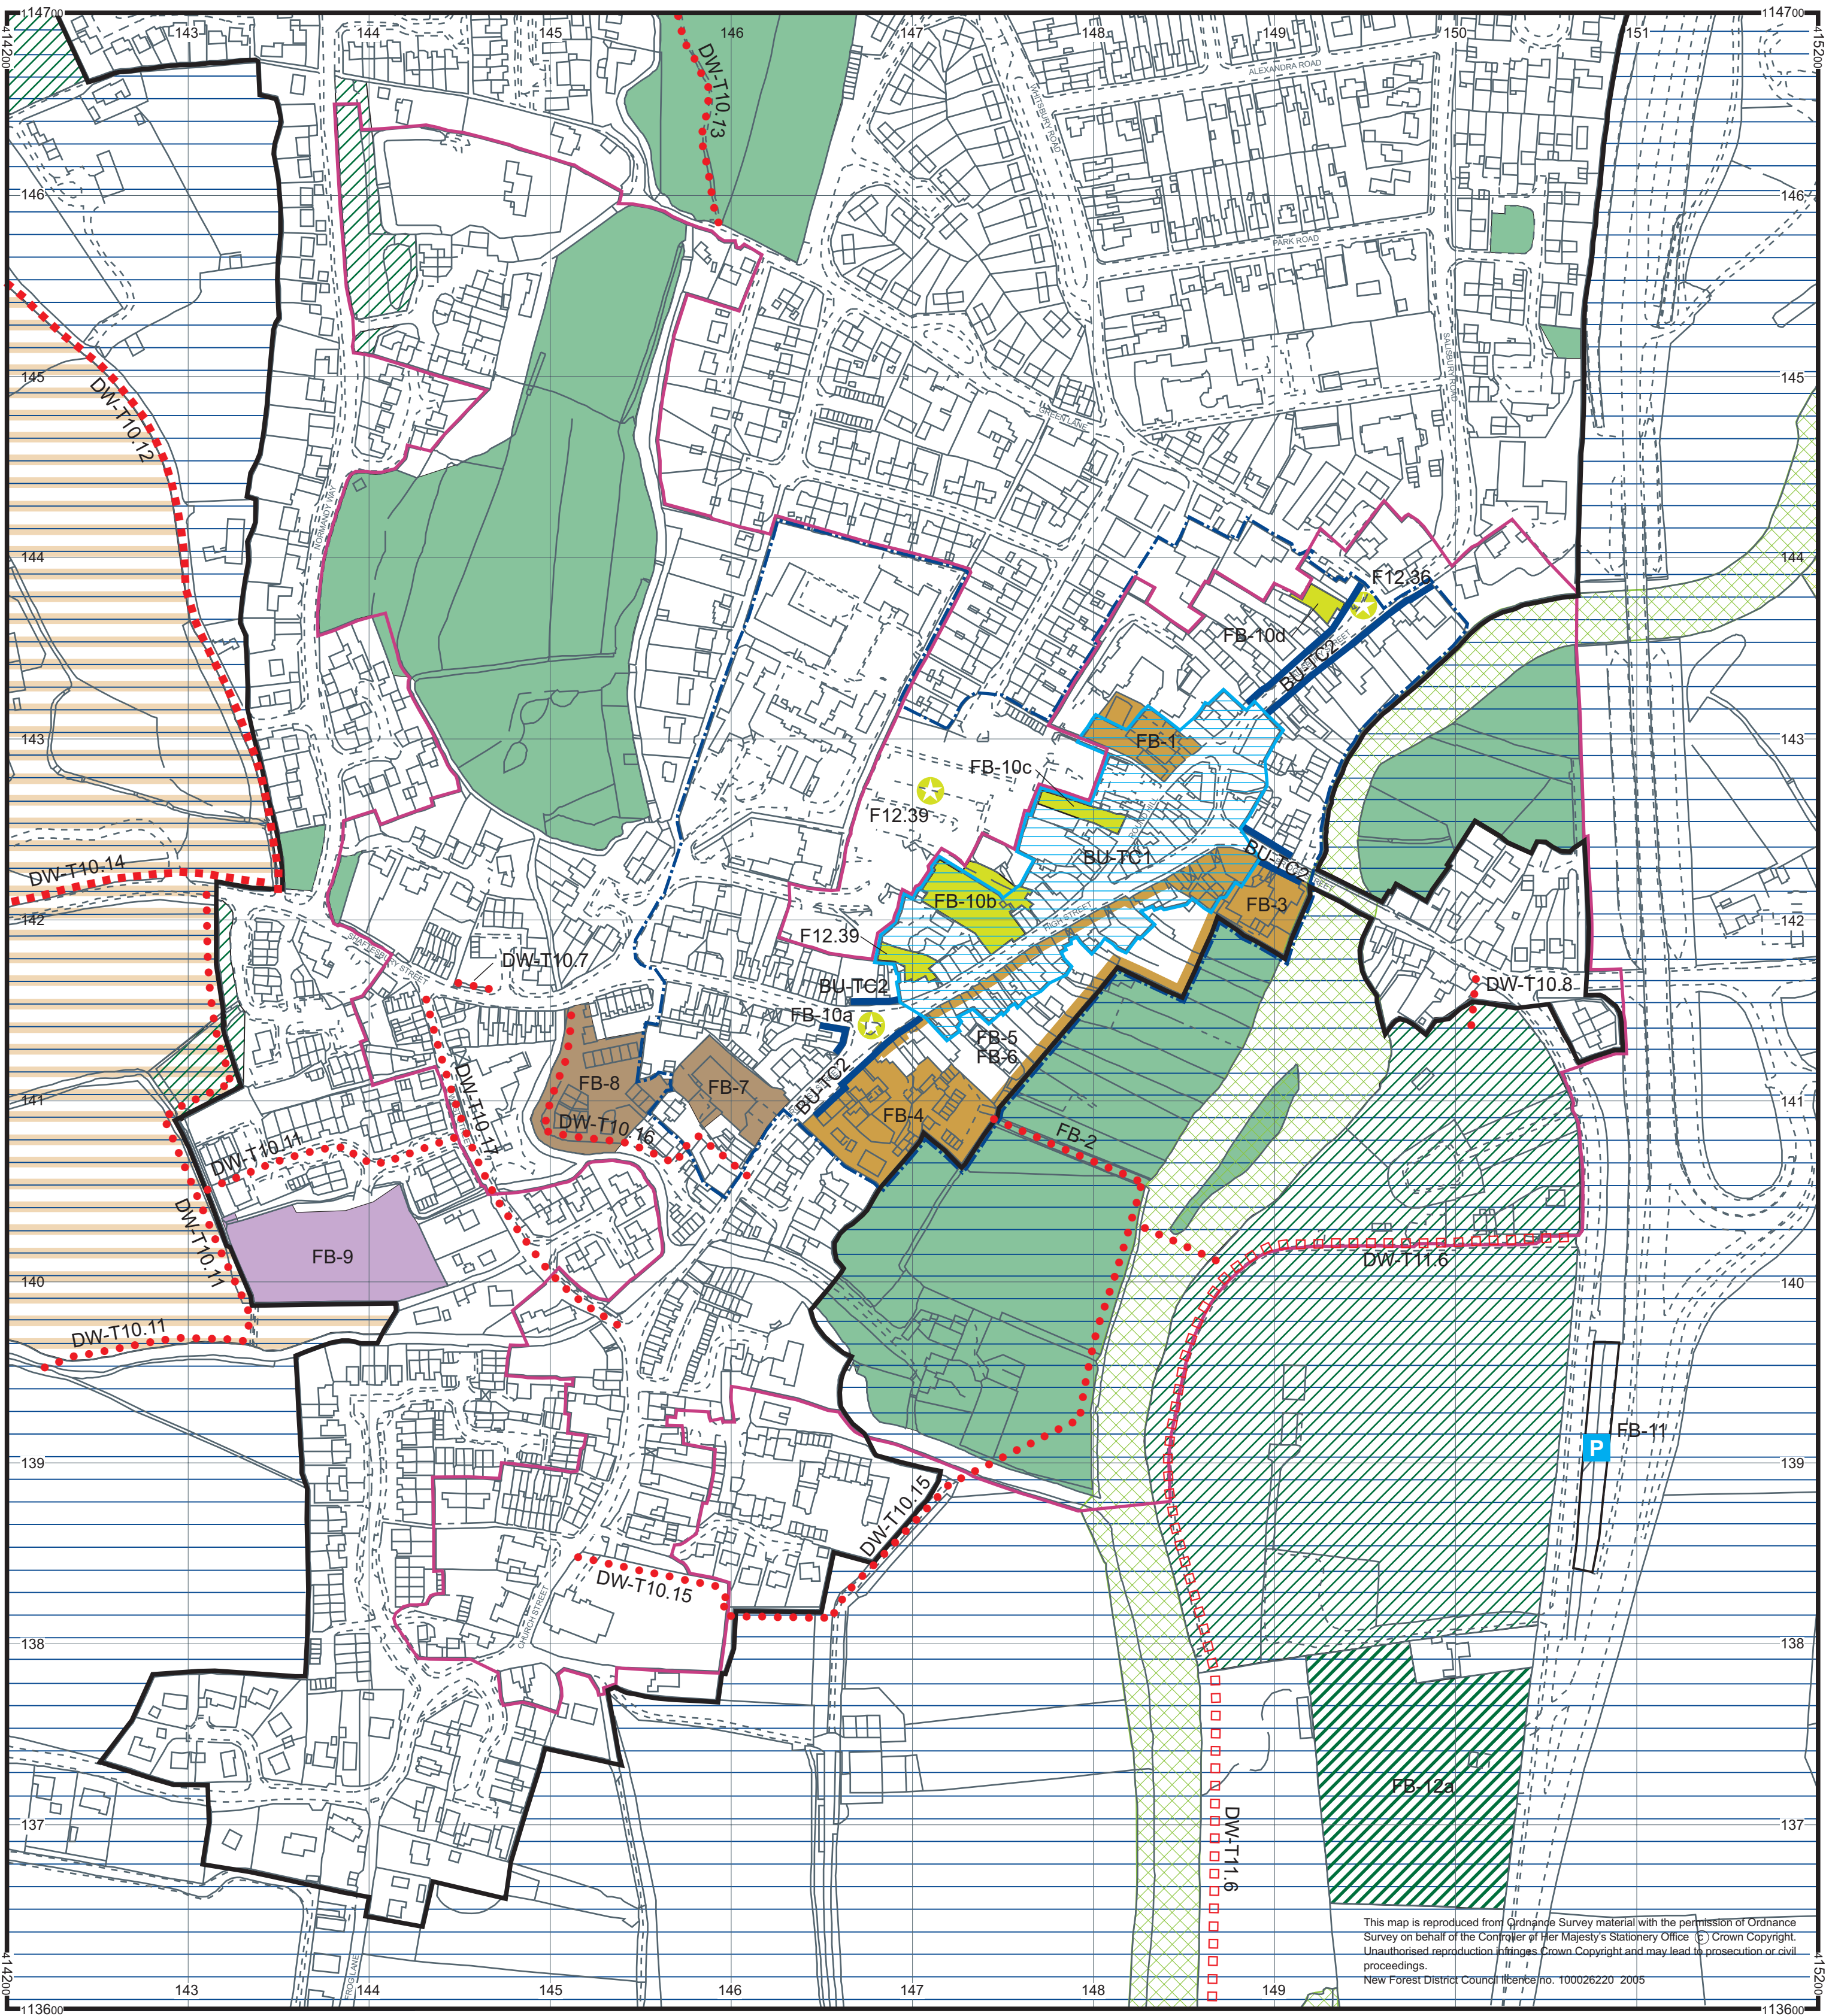 114700
143
144
145
146
147
148
149
150
151
114700
414200
415200
DW-T10.13
ALEXANDRA ROAD
WHITSBURY ROAD
146
146
PARK ROAD
SALISBURY ROAD
145
145
DW-T10.12
GREEN LANE
NORMANDY WAY
144
144
F12.36
FB-10d
BU-TC2
143
143
FB-1
FB-10c
F12.39
ROUND HILL
DW-T10.14
BU-TC1
BU-TC2
STREET
142
142
FB-10b
FB-3
HIGH STREET
F12.39
SHAFTESBURY STREET
DW-T10.7
BU-TC2
DW-T10.8
FB-10a
FB-5
FB-6
141
141
FB-8
FB-7
BU-TC2
FB-4
DW-T10.11
WEST STREET
DW-T10.16
FB-2
DW-T10.11
DW-T10.11
FB-9
140
140
DW-T11.6
DW-T10.11
FB-11
P
139
139
DW-T10.15
DW-T10.15
CHURCH STREET
138
138
FB-12a
137
137
DW-T11.6
This map is reproduced from Ordnance Survey material with the permission of Ordnance
Survey on behalf of the Controller of Her Majesty's Stationery Office (c) Crown Copyright.
Unauthorised reproduction infringes Crown Copyright and may lead to prosecution or civil
proceedings.
New Forest District Council licence no. 100026220 2005
FROG LANE
414200
415200
113600
143
144
145
146
147
148
149
113600